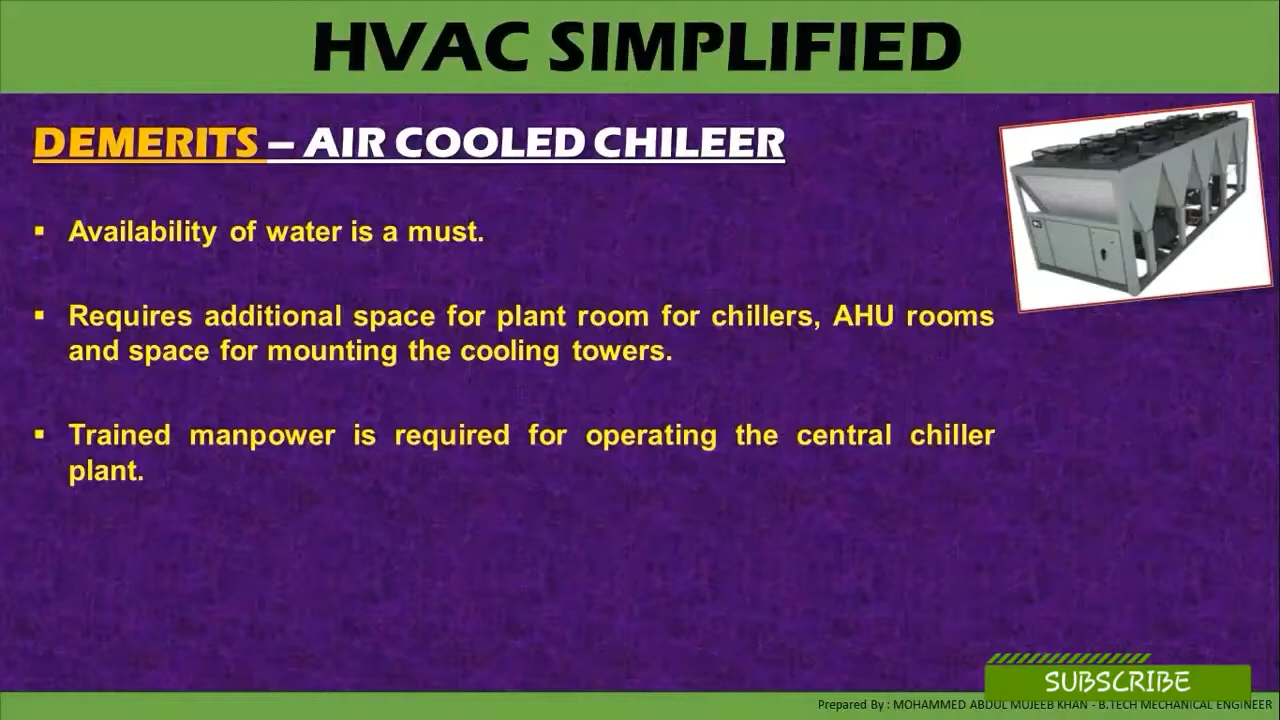 HVAC SIMPLIFIED
DEMERITS – AIR COOLED CHILEER
▪ Availability of water is a must.
▪ Requires additional space for plant room for chillers, AHU rooms
and space for mounting the cooling towers.
▪ Trained manpower is required for operating the central chiller
plant.
SUBSCRIBE
Prepared By : MOHAMMED ABDUL MUJEEB KHAN - B.TECH MECHANICAL ENGINEER